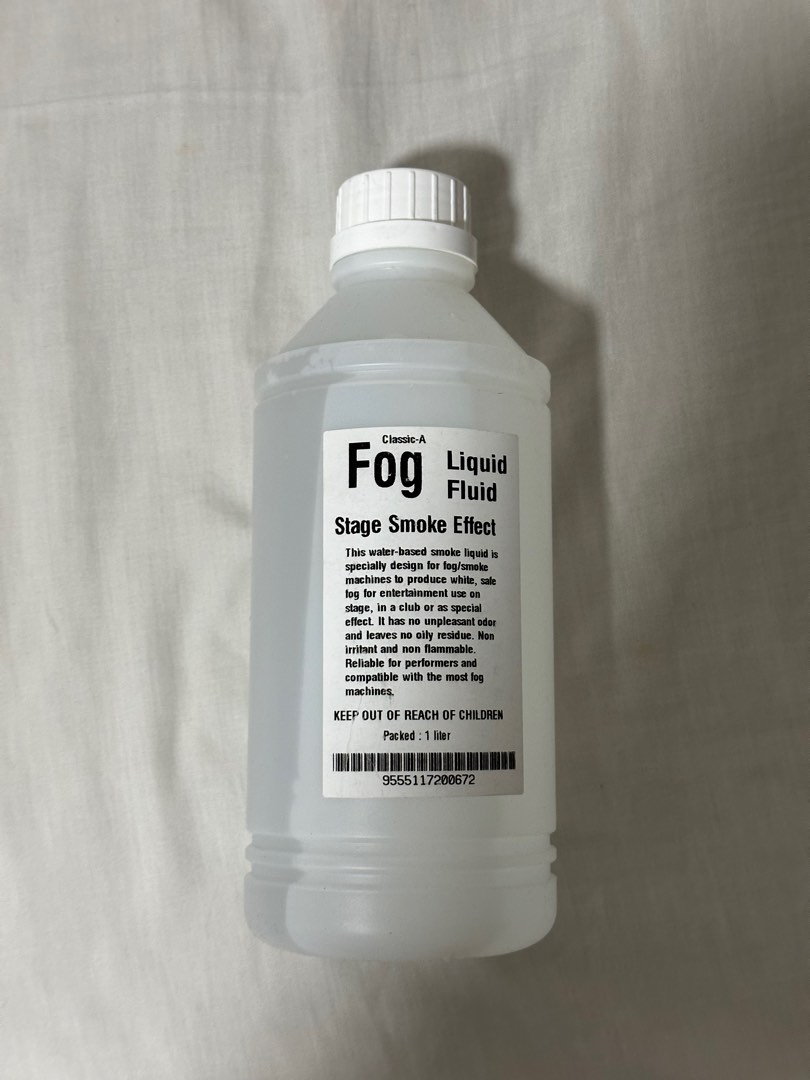 Classic-A
Fog Liquid
Fluid
Stage Smoke Effect
This water-based smoke liquid is
specially design for fog/smoke
machines to produce white, safe
fog for entertainment use on
stage, in a club or as special
effect. It has no unpleasant odor
and leaves no oily residue. Non
irritant and non flammable.
Reliable for performers and
compatible with the most fog
machines.
KEEP OUT OF REACH OF CHILDREN
Packed : 1 liter
9555117200672